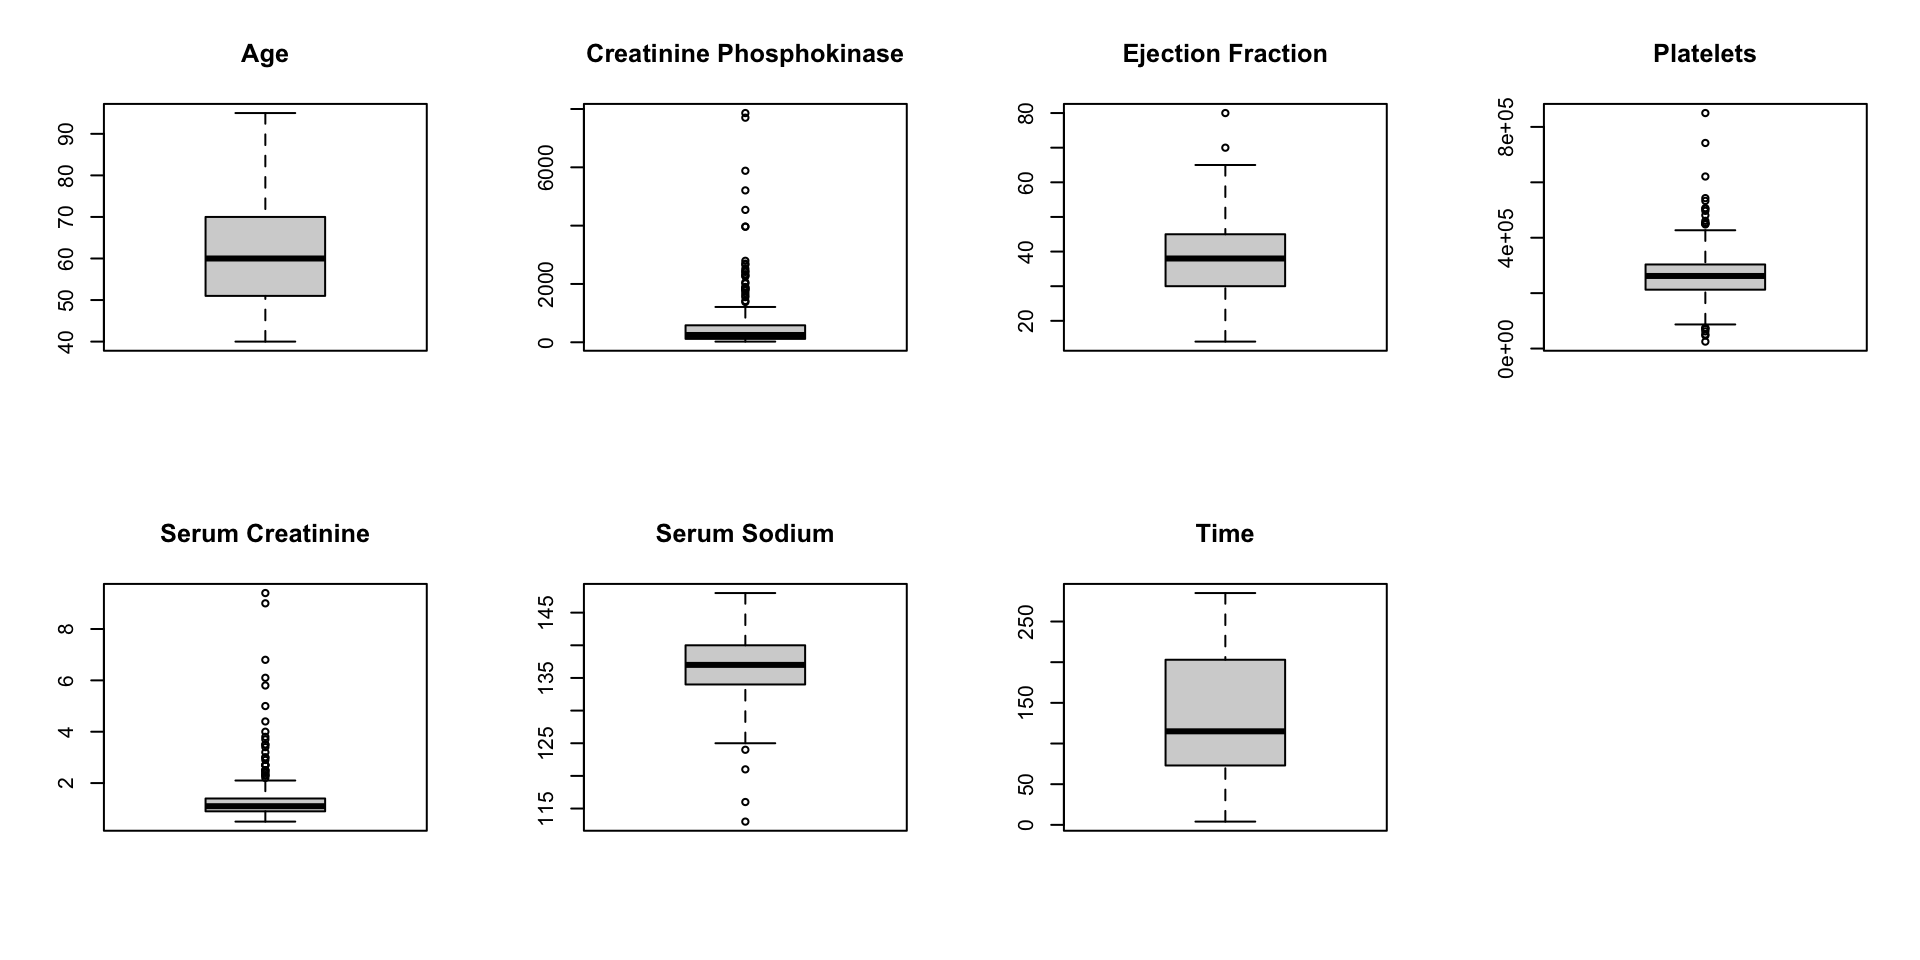 Age
40 50 60 70 80 90
Creatinine Phosphokinase
0 2000 6000
Ejection Fraction
20 40 60 80
Platelets
0e+00 4e+05 8e+05
Serum Creatinine
2 4 6 8
Serum Sodium
115 125 135 145
Time
0 50 150 250